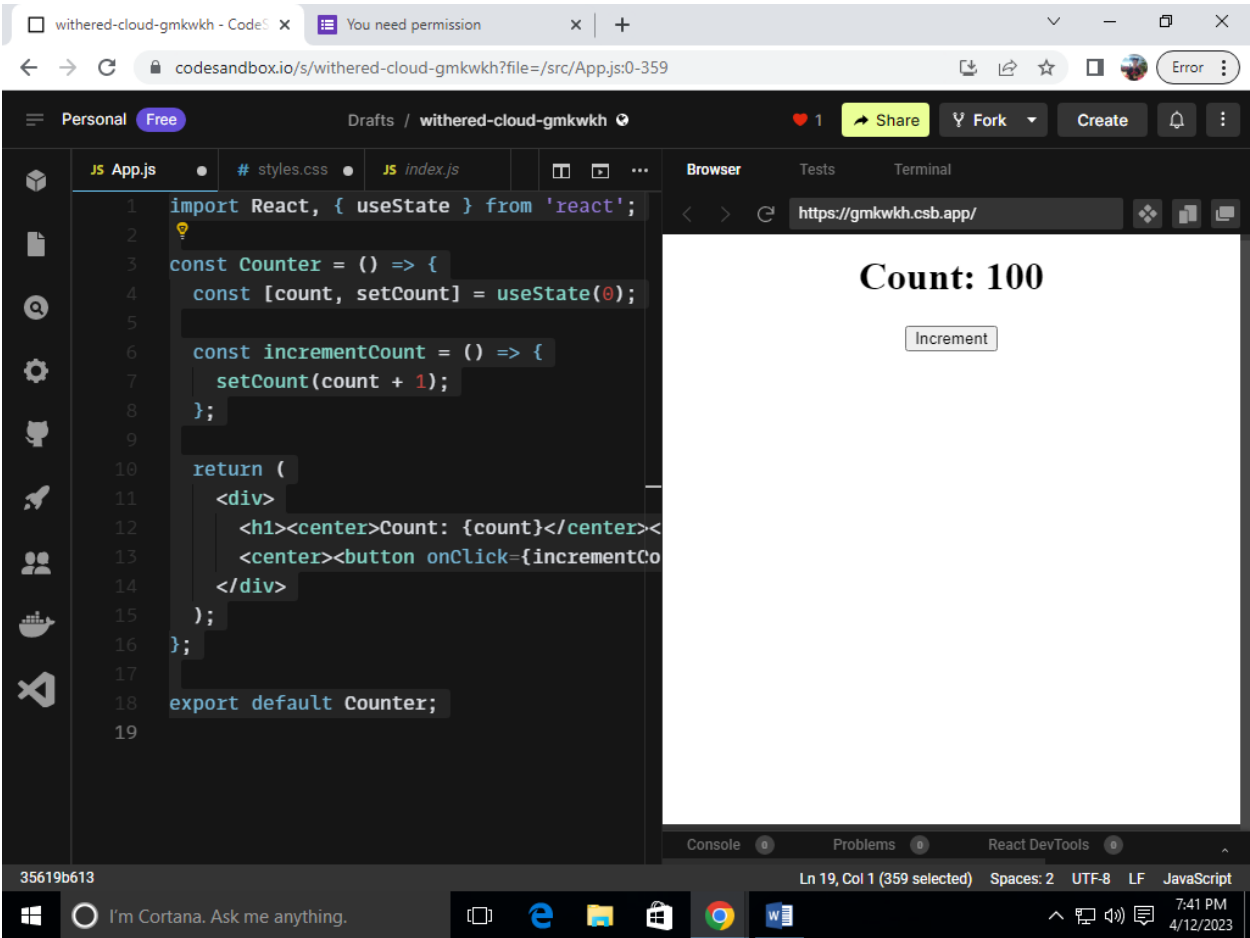 withered-cloud-gmkwkh - CodeS
You need permission
codesandbox.io/s/withered-cloud-gmkwkh?file=/src/App.js:0-359
Error
Personal Free
Drafts / withered-cloud-gmkwkh
1
Share
Fork
Create
JS App.js
# styles.css
JS index.js
Browser
Tests
Terminal
https://gmkwkh.csb.app/
1 import React, { useState } from 'react';
2
3 const Counter = () => {
4 const [count, setCount] = useState(0);
5
6 const incrementCount = () => {
7 setCount(count + 1);
8 };
9
10 return (
11 <div>
12 <h1><center>Count: {count}</center><
13 <center><button onClick={incrementCo
14 </div>
15 );
16 };
17
18 export default Counter;
19
Count: 100
Increment
Console 0
Problems 0
React DevTools 0
35619b613
Ln 19, Col 1 (359 selected)
Spaces: 2
UTF-8
LF
JavaScript
I'm Cortana. Ask me anything.
7:41 PM
4/12/2023